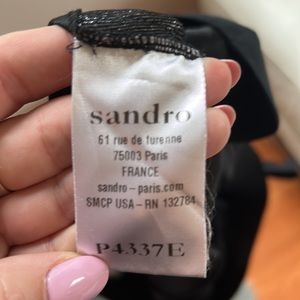 sandro
61 rue de turenne
75003 Paris
FRANCE
sandro-paris.com
SMCP USA – RN 132784
P4337E